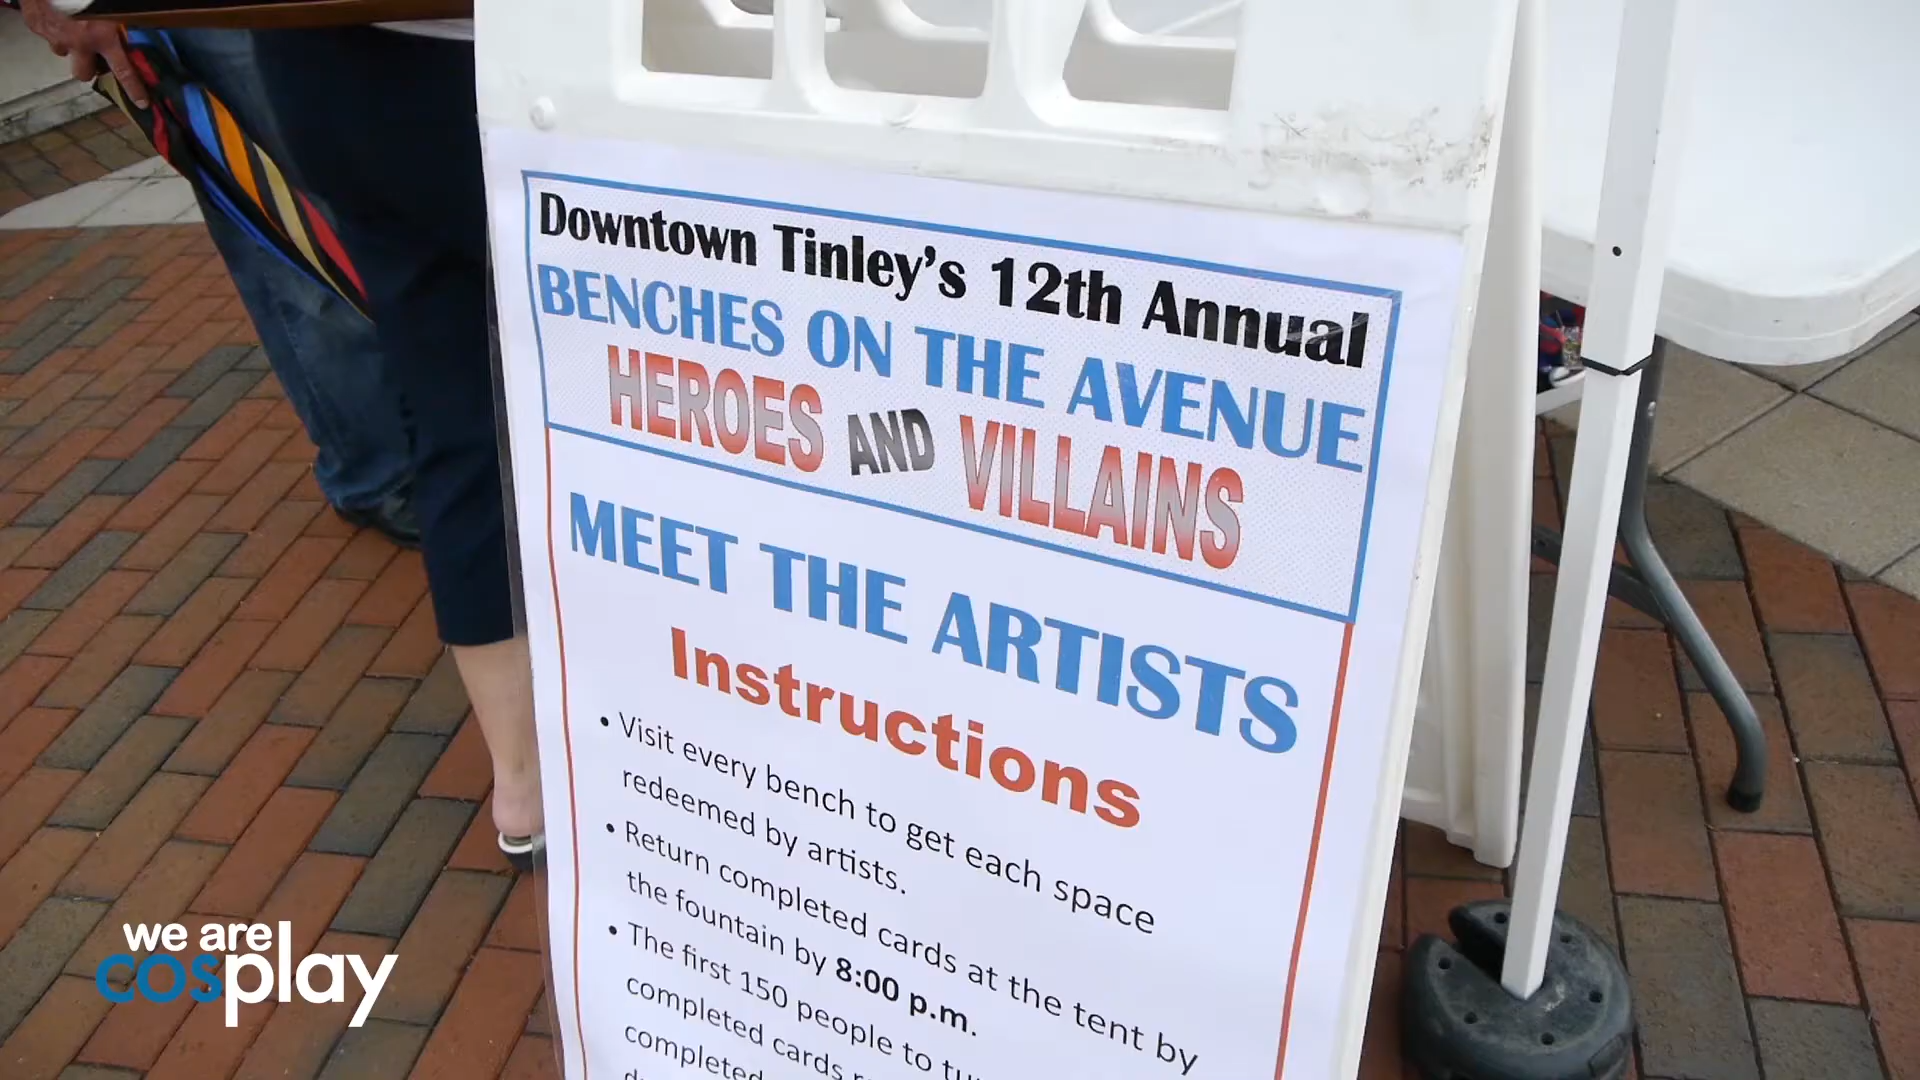 Downtown Tinley's 12th Annual
BENCHES ON THE AVENUE
HEROES AND VILLAINS
MEET THE ARTISTS
Instructions
• Visit every bench to get each space
redeemed by artists.
• Return completed cards at the tent by
the fountain by 8:00 p.m.
• The first 150 people to
completed cards
completed
we are
cosplay